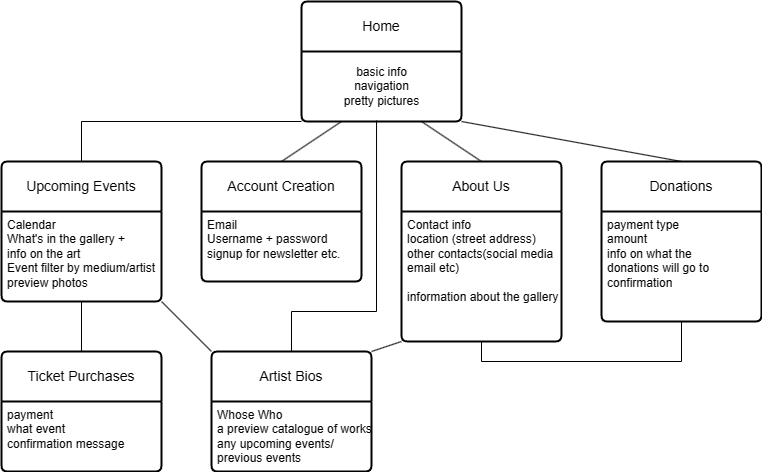 Home
basic info
navigation
pretty pictures
Upcoming Events
Calendar
What's in the gallery +
info on the art
Event filter by medium/artist
preview photos
Account Creation
Email
Username + password
signup for newsletter etc.
About Us
Contact info
location (street address)
other contacts(social media
email etc)
information about the gallery
Donations
payment type
amount
info on what the
donations will go to
confirmation
Ticket Purchases
payment
what event
confirmation message
Artist Bios
Whose Who
a preview catalogue of works
any upcoming events/
previous events